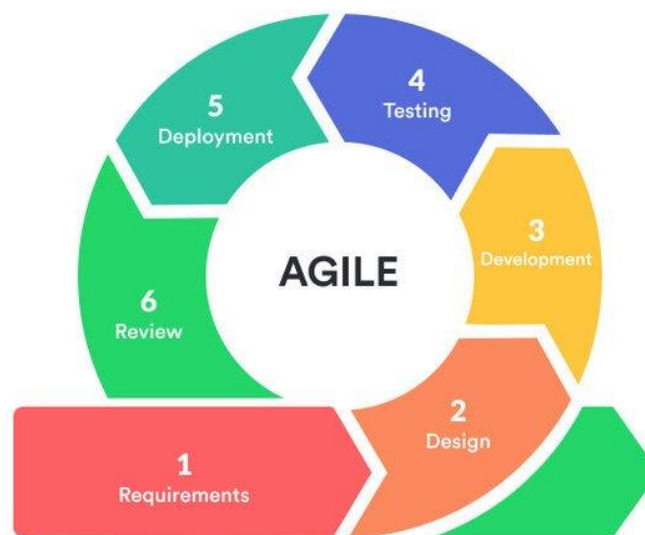 4
Testing
5
Deployment
3
Development
AGILE
6
Review
2
Design
1
Requirements